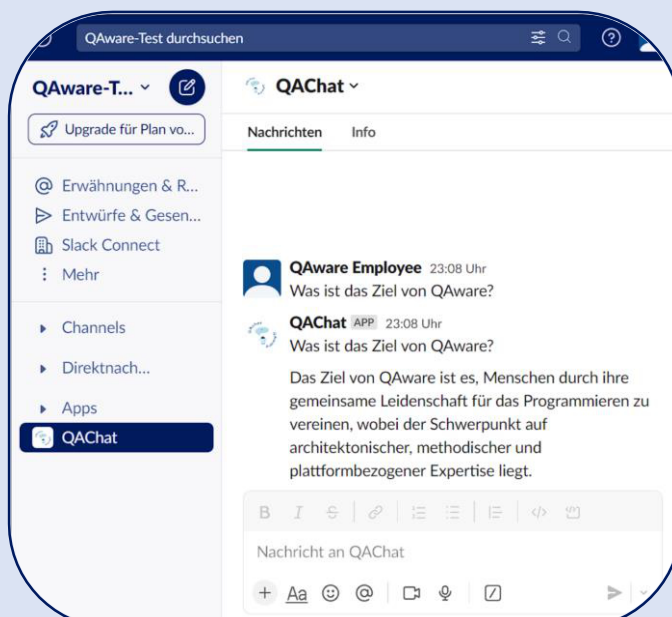 QAware-Test durchsuchen
QAware-T...
Upgrade für Plan vo...
Erwähnungen & R...
Entwürfe & Gesen...
Slack Connect
Mehr
Channels
Direktnach...
Apps
QAChat
QAChat
Nachrichten Info
QAware Employee 23:08 Uhr
Was ist das Ziel von QAware?
QAChat APP 23:08 Uhr
Was ist das Ziel von QAware?
Das Ziel von QAware ist es, Menschen durch ihre
gemeinsame Leidenschaft für das Programmieren zu
vereinen, wobei der Schwerpunkt auf
architektonischer, methodischer und
plattformbezogener Expertise liegt.
Nachricht an QAChat